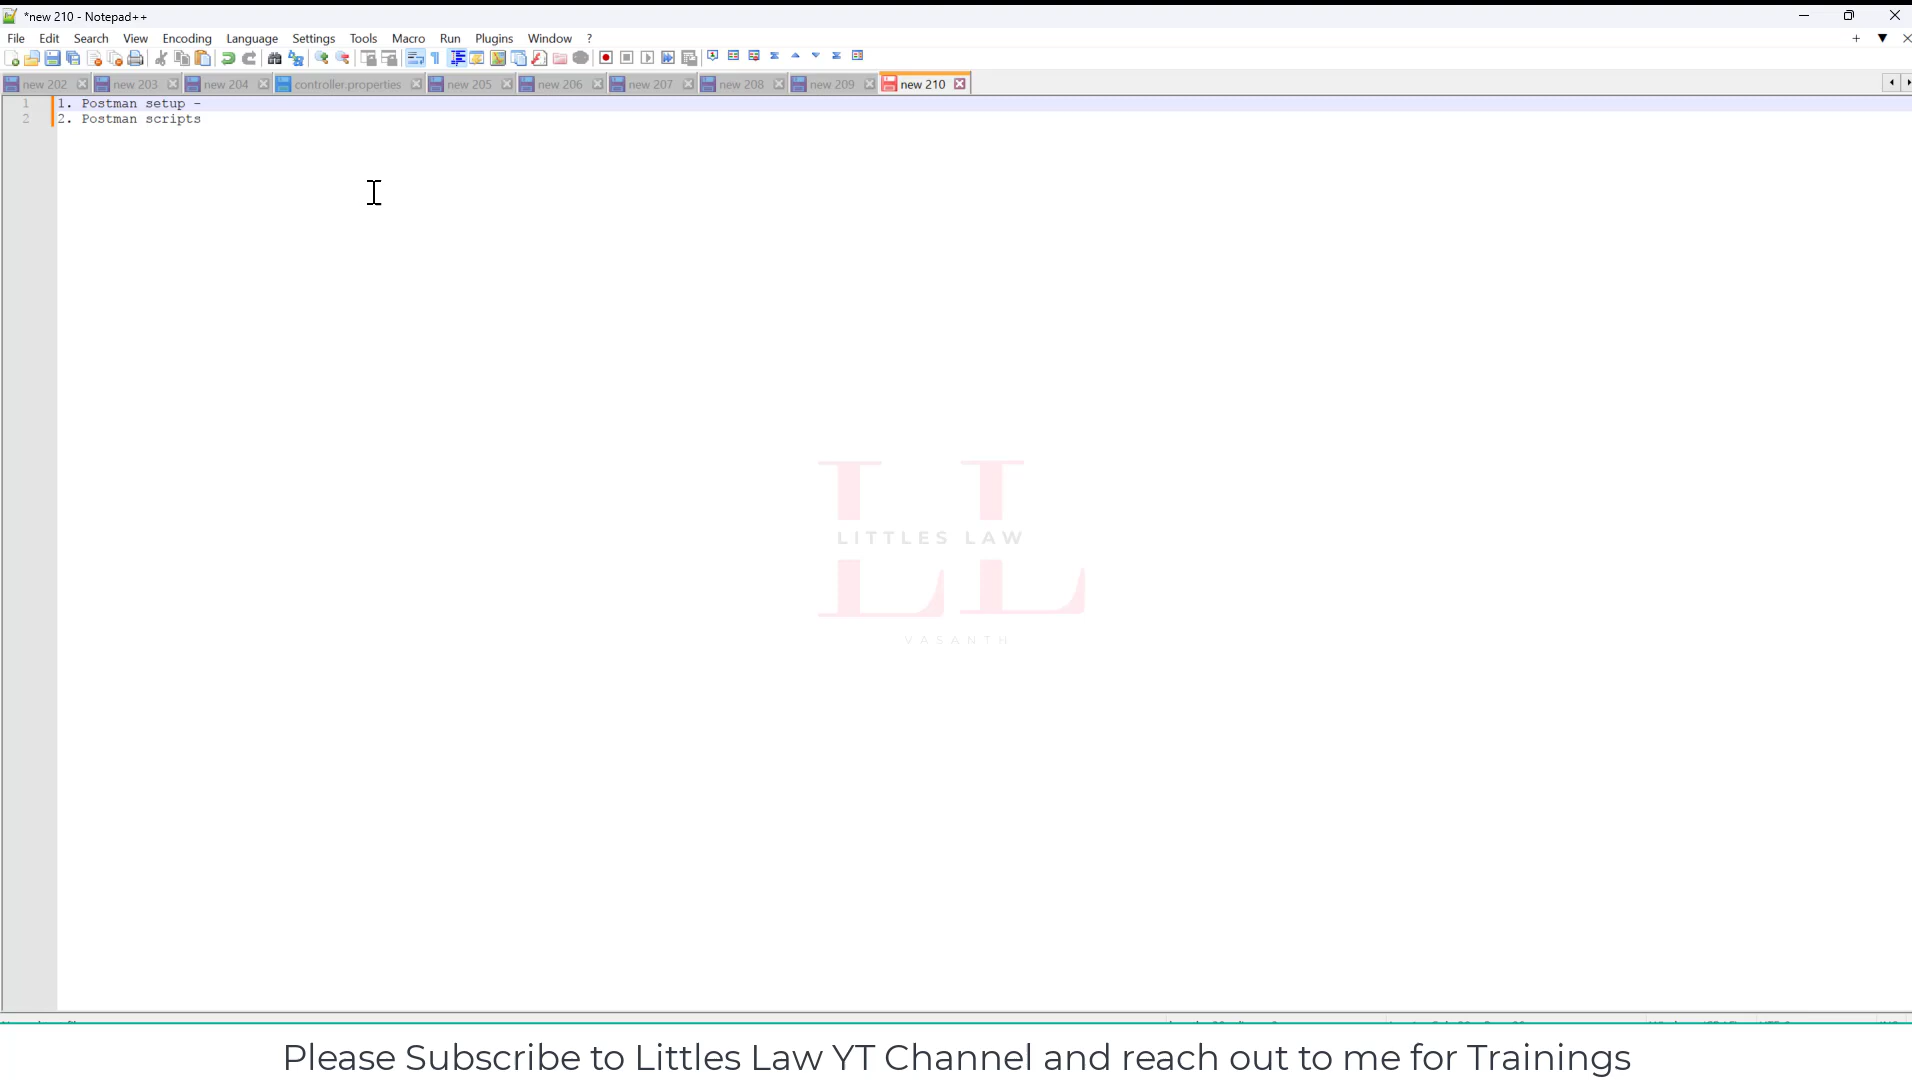 *new 210 - Notepad++
File Edit Search View Encoding Language Settings Tools Macro Run Plugins Window ?
new 202 new 203 new 204 controller.properties new 205 new 206 new 207 new 208 new 209 new 210
1 1. Postman setup -
2 2. Postman scripts
LITTLES LAW
VASANTH
Please Subscribe to Littles Law YT Channel and reach out to me for Trainings